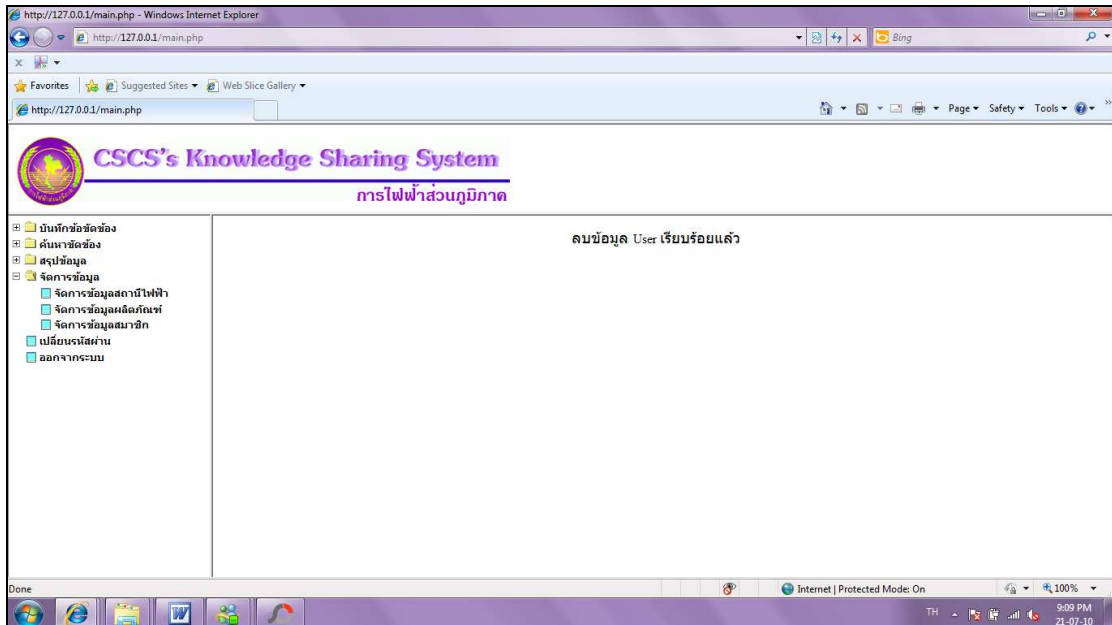 http://127.0.0.1/main.php - Windows Internet Explorer
http://127.0.0.1/main.php
Bing
Favorites Suggested Sites Web Slice Gallery
http://127.0.0.1/main.php
Page Safety Tools
CSCS's Knowledge Sharing System
การไฟฟ้าส่วนภูมิภาค
บันทึกข้อขัดข้อง
ค้นหาขัดข้อง
สรุปข้อมูล
จัดการข้อมูล
จัดการข้อมูลสถานีไฟฟ้า
จัดการข้อมูลผลิตภัณฑ์
จัดการข้อมูลสมาชิก
เปลี่ยนรหัสผ่าน
ออกจากระบบ
ลบข้อมูล User เรียบร้อยแล้ว
Done
Internet | Protected Mode: On
100%
TH
9:09 PM
21-07-10